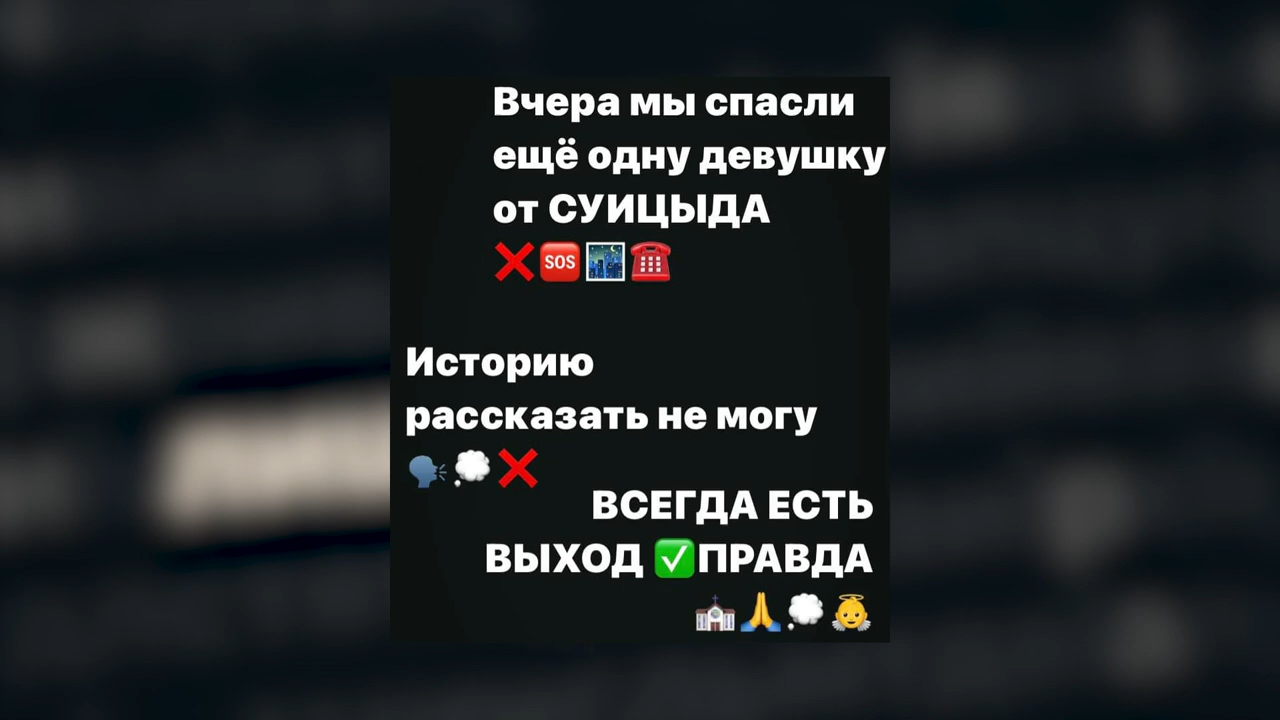 Вчера мы спасли
ещё одну девушку
от СУИЦЫДА
❌🆘🌃☎️
Историю
рассказать не могу
🗣️💭❌
ВСЕГДА ЕСТЬ
ВЫХОД ✅ПРАВДА
⛪🙏💭👼